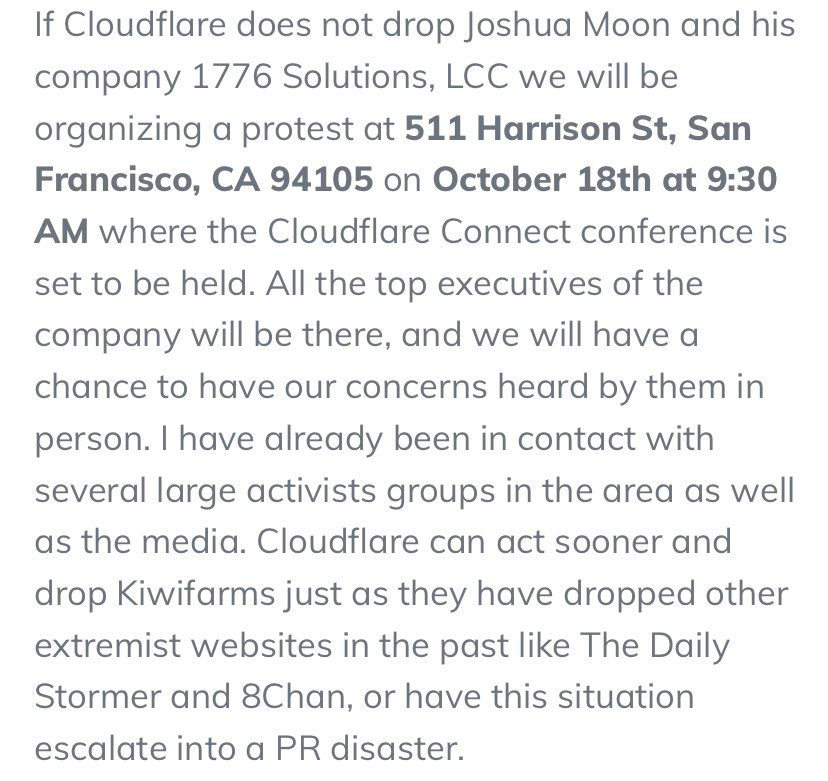 If Cloudflare does not drop Joshua Moon and his
company 1776 Solutions, LCC we will be
organizing a protest at 511 Harrison St, San
Francisco, CA 94105 on October 18th at 9:30
AM where the Cloudflare Connect conference is
set to be held. All the top executives of the
company will be there, and we will have a
chance to have our concerns heard by them in
person. I have already been in contact with
several large activists groups in the area as well
as the media. Cloudflare can act sooner and
drop Kiwifarms just as they have dropped other
extremist websites in the past like The Daily
Stormer and 8Chan, or have this situation
escalate into a PR disaster.